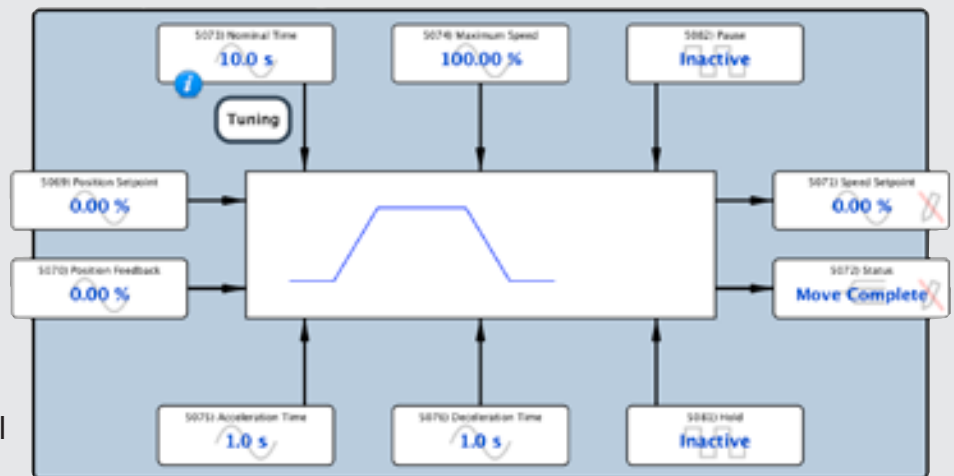 5073) Nominal Time
10.0 s
5074) Maximum Speed
100.00 %
5082) Pause
Inactive
i
Tuning
5069) Position Setpoint
0.00 %
5071) Speed Setpoint
0.00 %
5070) Position Feedback
0.00 %
5072) Status
Move Complete
5075) Acceleration Time
1.0 s
5076) Deceleration Time
1.0 s
5081) Hold
Inactive
l